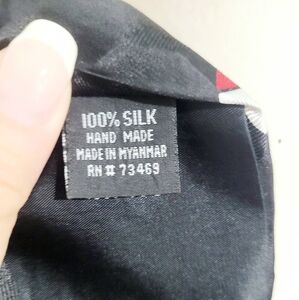 100% SILK
HAND MADE
MADE IN MYANMAR
RN # 73469